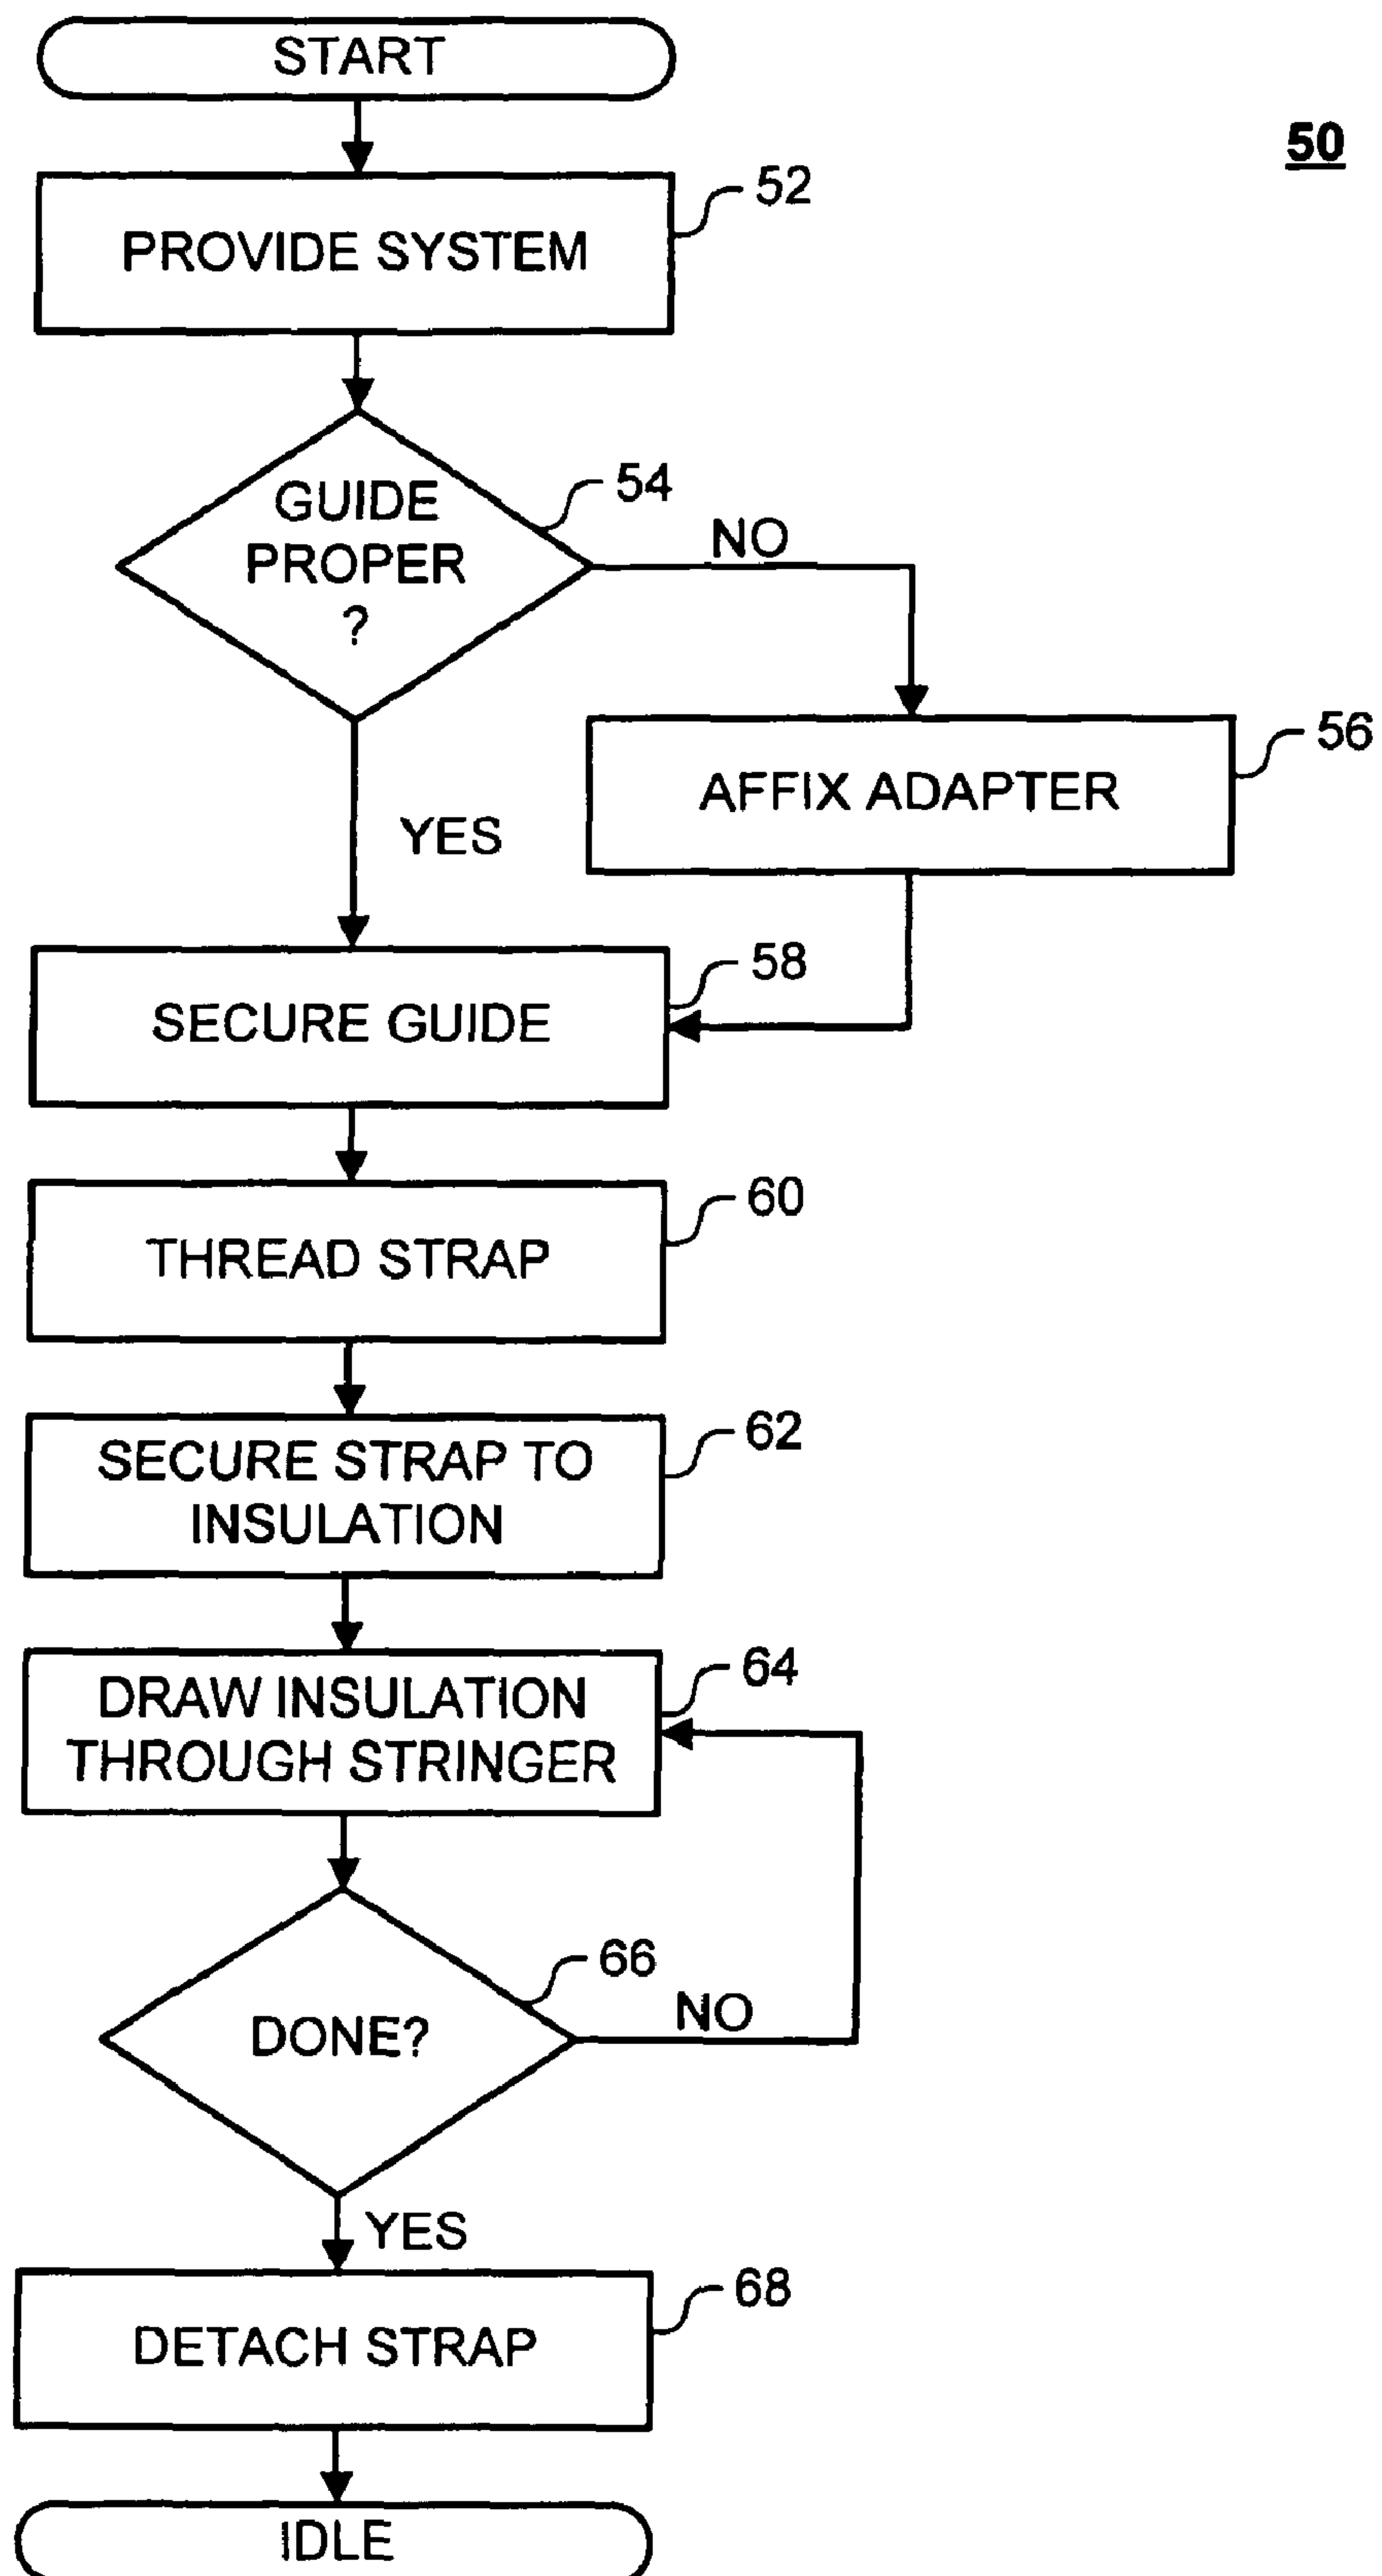 START
50
52
PROVIDE SYSTEM
54
GUIDE
PROPER
?
NO
56
AFFIX ADAPTER
YES
58
SECURE GUIDE
60
THREAD STRAP
62
SECURE STRAP TO
INSULATION
64
DRAW INSULATION
THROUGH STRINGER
66
DONE?
NO
YES
68
DETACH STRAP
IDLE